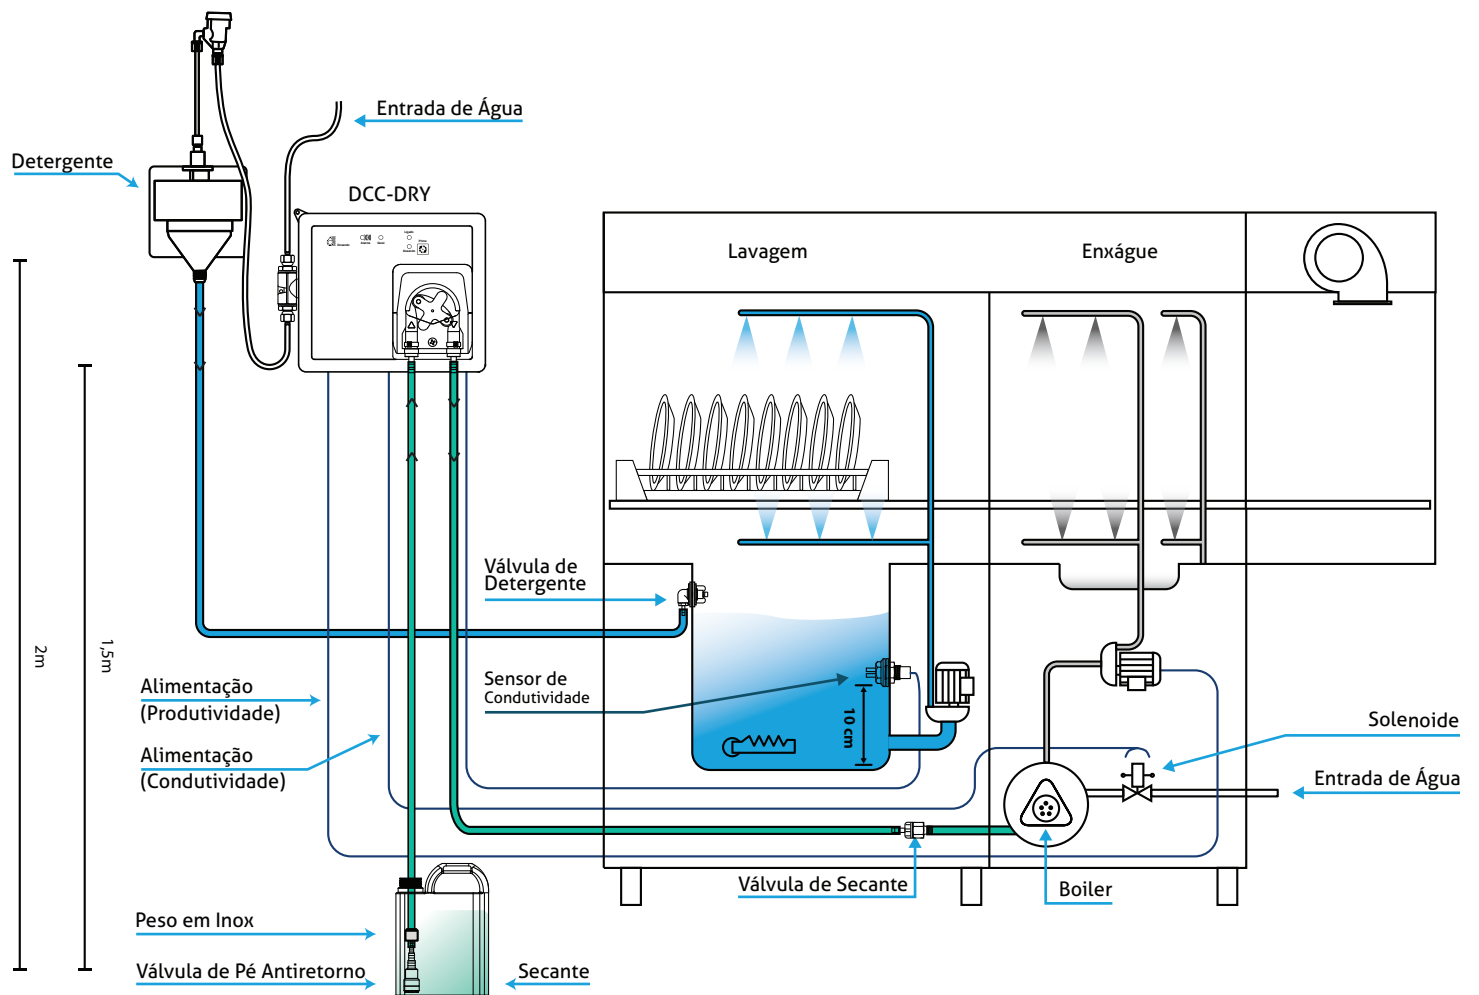 Entrada de Água
Detergente
DCC-DRY
Lavagem
Enxágue
Válvula de
Detergente
2m
1,5m
Sensor de
Condutividade
10 cm
Alimentação
(Produtividade)
Alimentação
(Condutividade)
Solenoide
Entrada de Água
Válvula de Secante
Boiler
Peso em Inox
Válvula de Pé Antiretorno
Secante